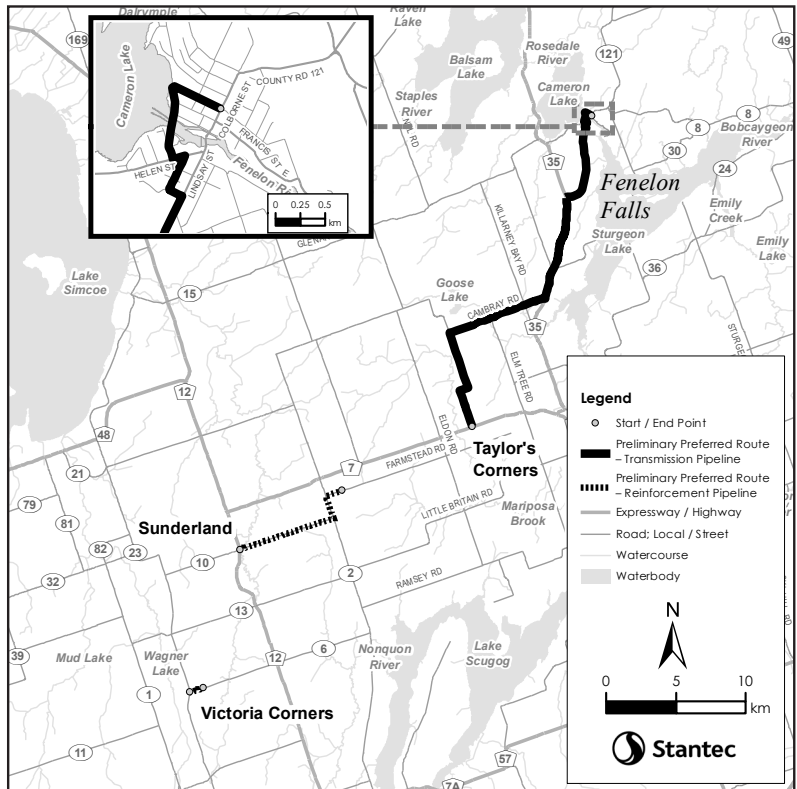 Dalrymple
Raven
Lake
169
49
Rosedale
River
121
Balsam
Lake
Cameron
Lake
Staples
River
8
8
Bobcaygeon
River
30
35
24
Fenelon
Falls
Emily
Creek
Sturgeon
Lake
Emily
Lake
36
KILLARNEY BAY RD
Cameron Lake
COUNTY RD 121
COLBORNE ST
FRANCIS ST E
HELEN ST
LINDSAY ST
0 0.25 0.5
km
Lake
Simcoe
15
Goose
Lake
CAMBRAY RD
35
ELM TREE RD
12
48
ELDON RD
Taylor's
Corners
7
FARMSTEAD RD
21
79
81
LITTLE BRITAIN RD
Mariposa
Brook
Sunderland
82
23
10
32
2
RAMSEY RD
13
39
Mud Lake
Wagner
Lake
12
6
Nonquon
River
Lake
Scugog
1
Victoria Corners
11
57
7A
Legend
Start / End Point
Preliminary Preferred Route
– Transmission Pipeline
Preliminary Preferred Route
– Reinforcement Pipeline
Expressway / Highway
Road; Local / Street
Watercourse
Waterbody
N
0 5 10
km
Stantec